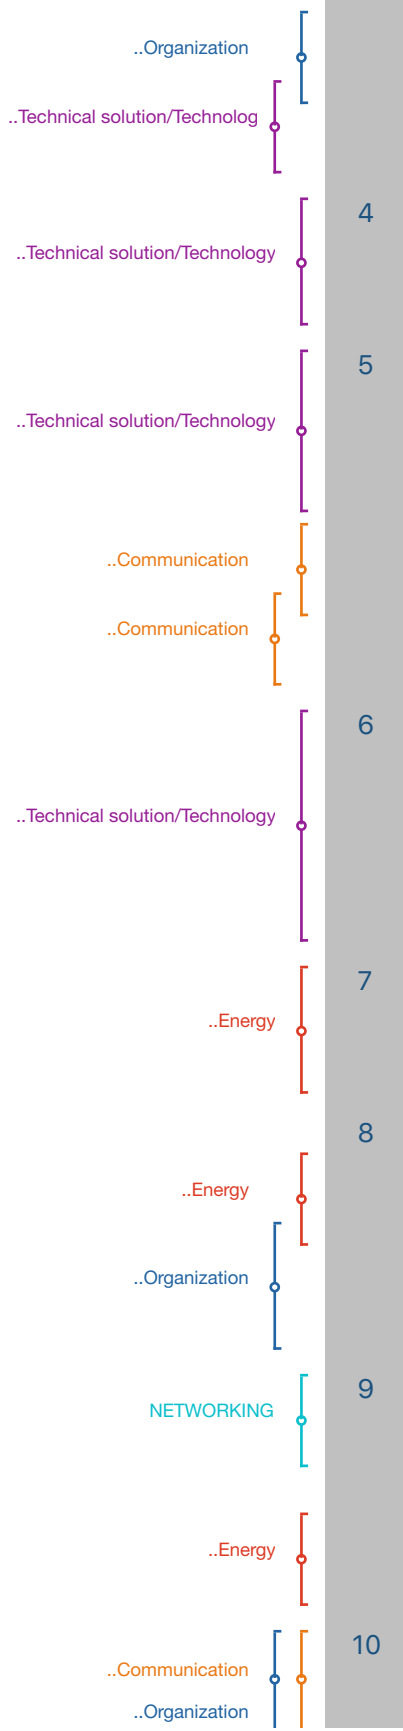 ..Organization
..Technical solution/Technolog
4
..Technical solution/Technology
5
..Technical solution/Technology
..Communication
..Communication
6
..Technical solution/Technology
7
..Energy
8
..Energy
..Organization
9
NETWORKING
..Energy
10
..Communication
..Organization